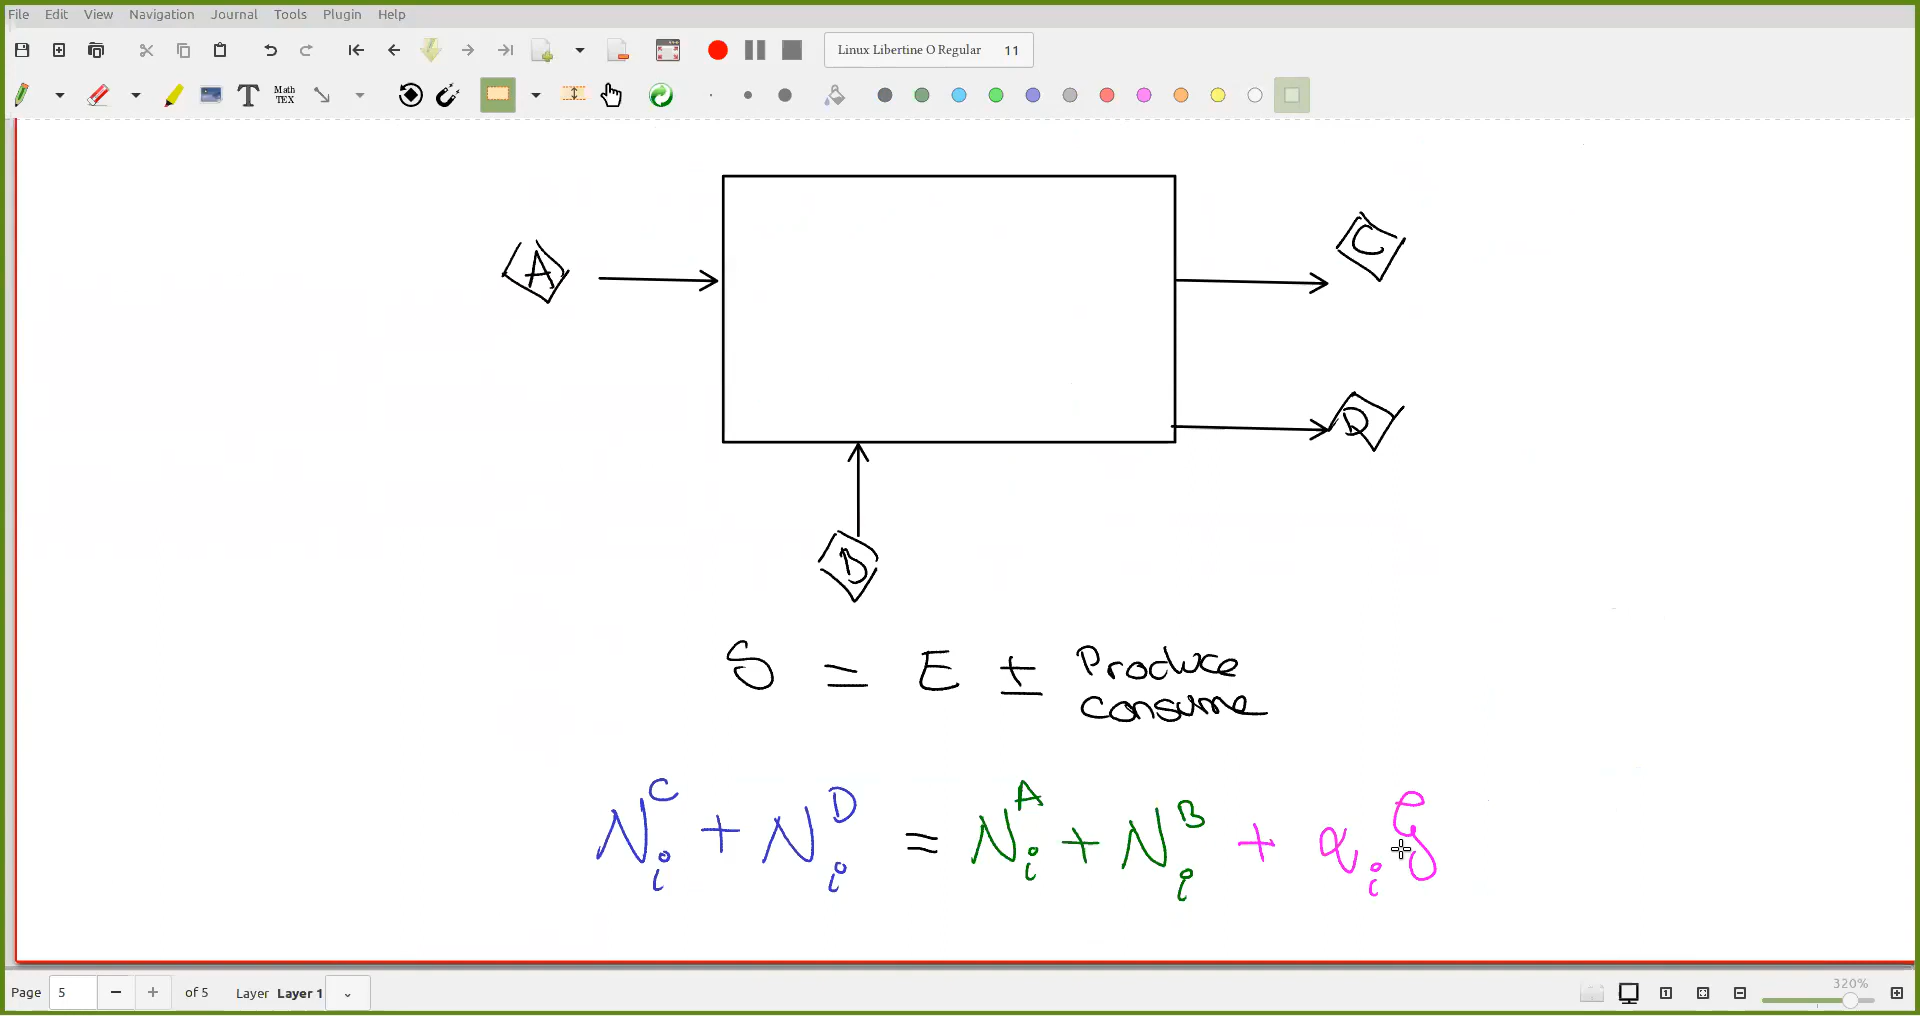 File Edit View Navigation Journal Tools Plugin Help
Linux Libertine O Regular 11
Math
TEX
A
C
D
S = E ± Produce
consume
N_i^C + N_i^D = N_i^A + N_i^B + α_i ξ
Page 5 of 5 Layer Layer 1
320%